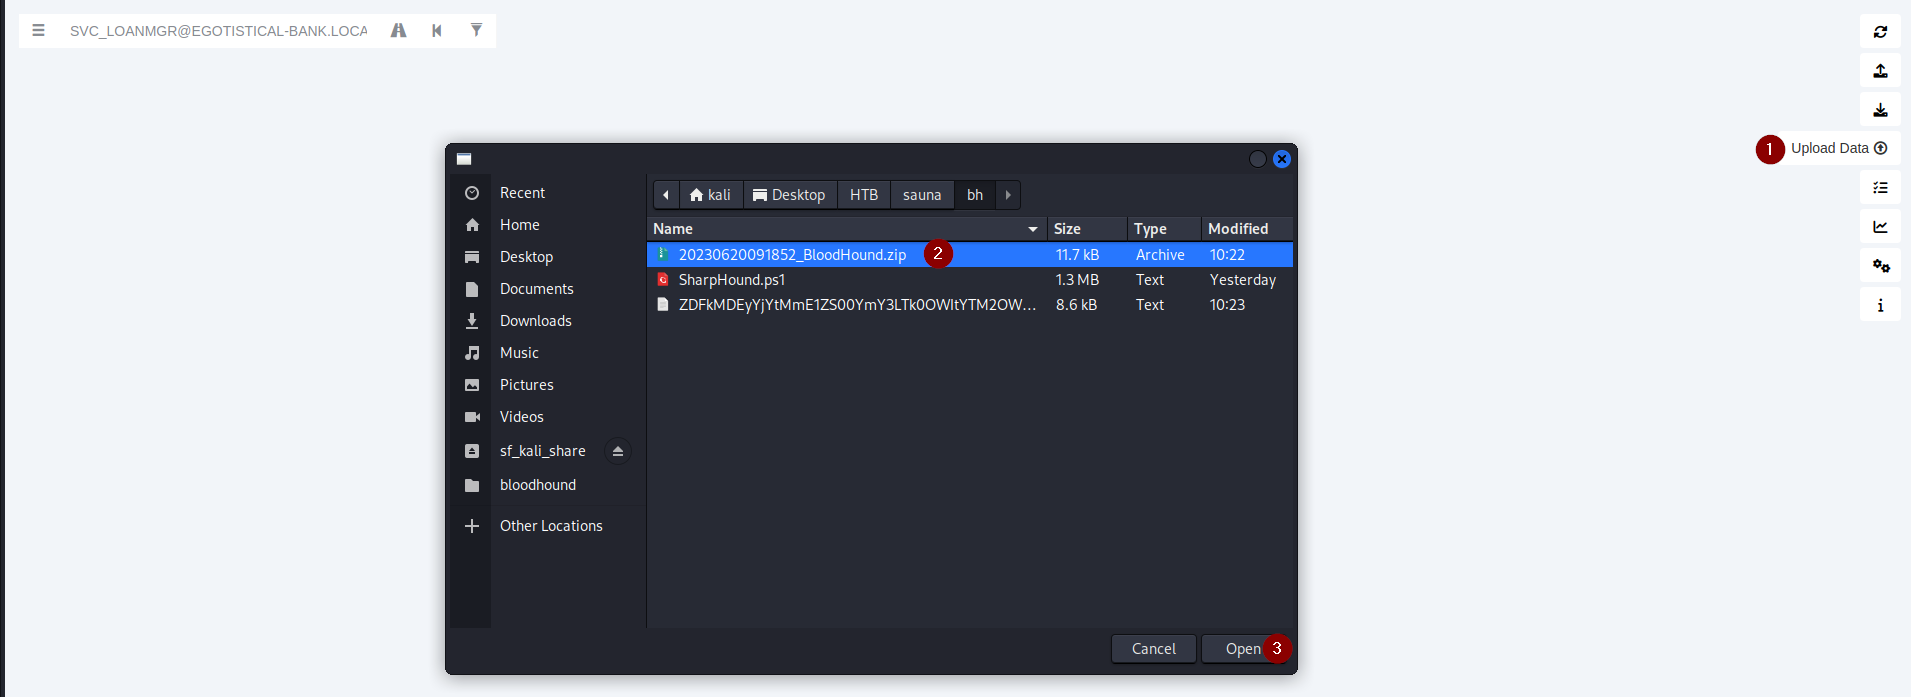 SVC_LOANMGR@EGOTISTICAL-BANK.LOCA
1 Upload Data
Recent
Home
Desktop
Documents
Downloads
Music
Pictures
Videos
sf_kali_share
bloodhound
Other Locations
kali Desktop HTB sauna bh
Name Size Type Modified
20230620091852_BloodHound.zip 2 11.7 kB Archive 10:22
SharpHound.ps1 1.3 MB Text Yesterday
ZDFkMDEyYjYtMmE1ZS00YmY3LTk0OWItYTM2OW... 8.6 kB Text 10:23
Cancel Open 3